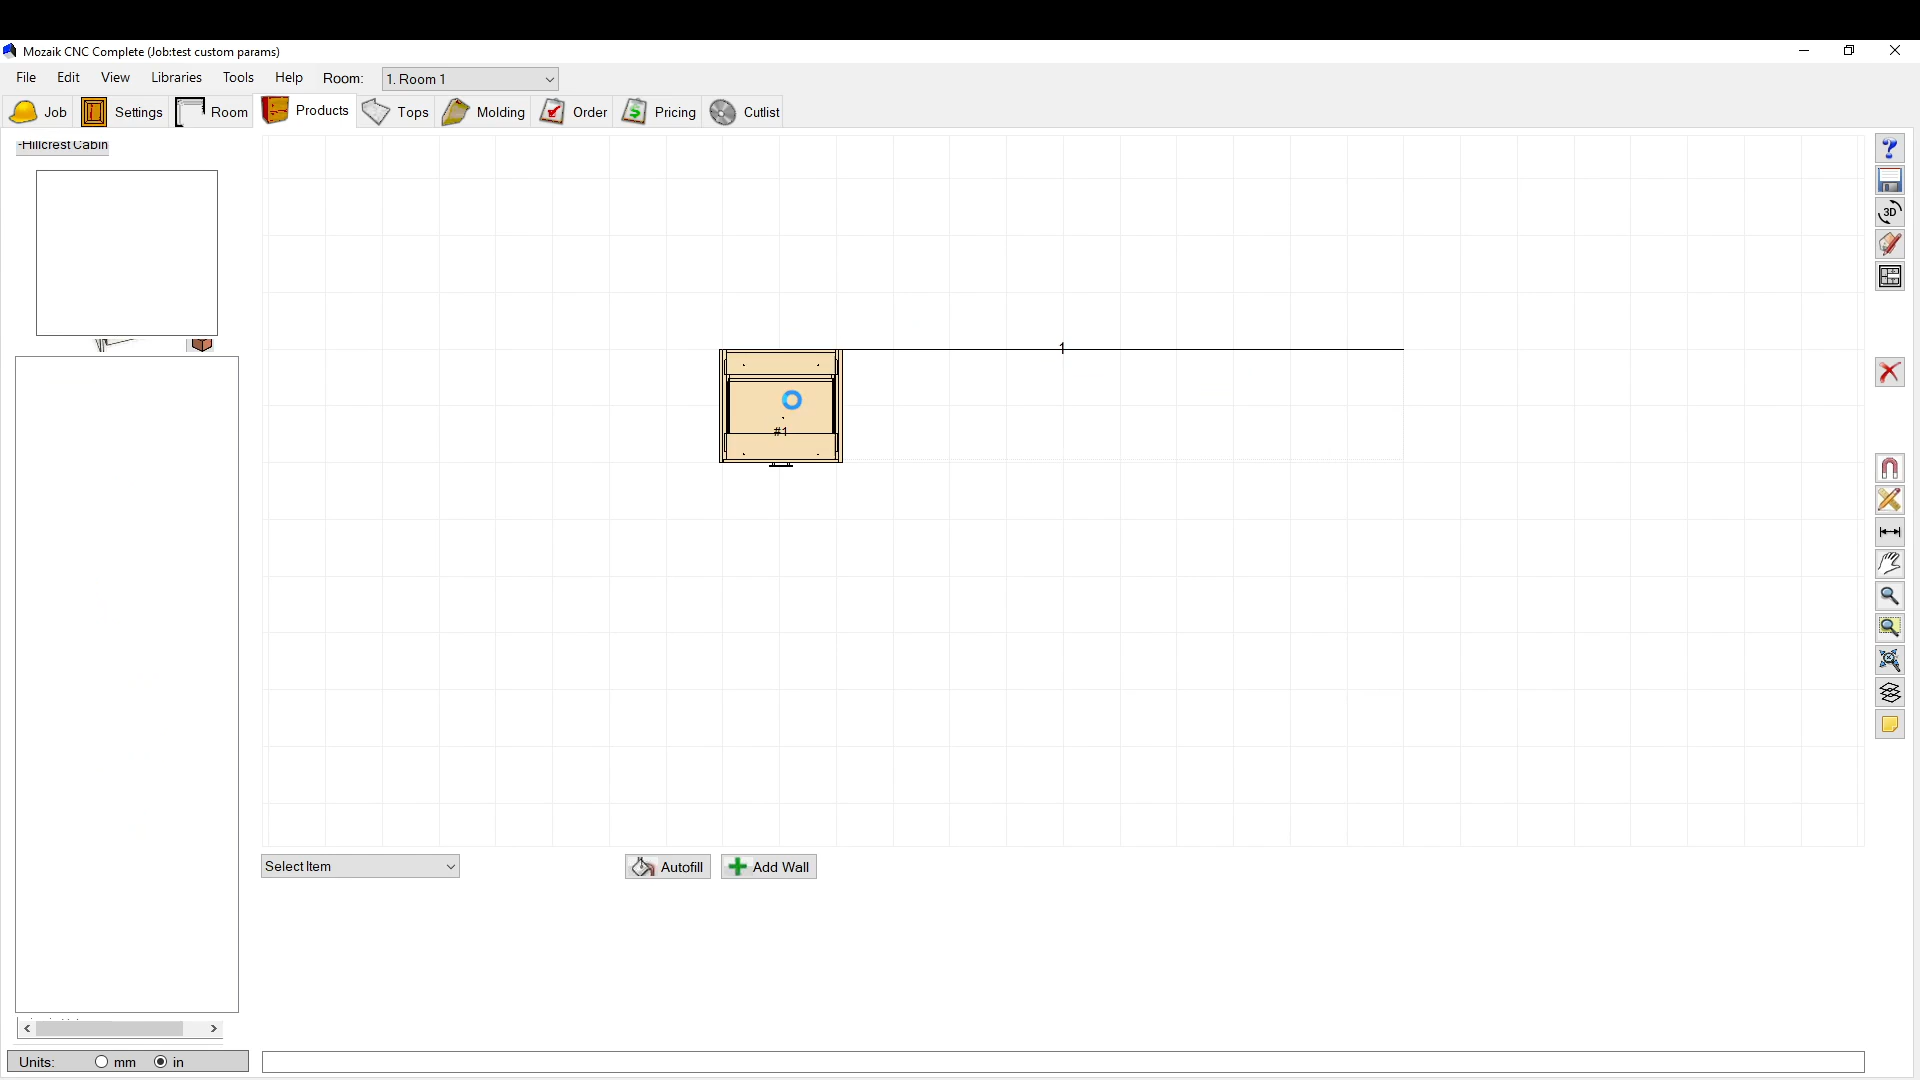 Mozaik CNC Complete (Job:test custom params)
File Edit View Libraries Tools Help Room: 1. Room 1
Job Settings Room Products Tops Molding Order Pricing Cutlist
-Hillcrest Cabin
3D
1
#1
Select Item
Autofill
Add Wall
Units: mm in